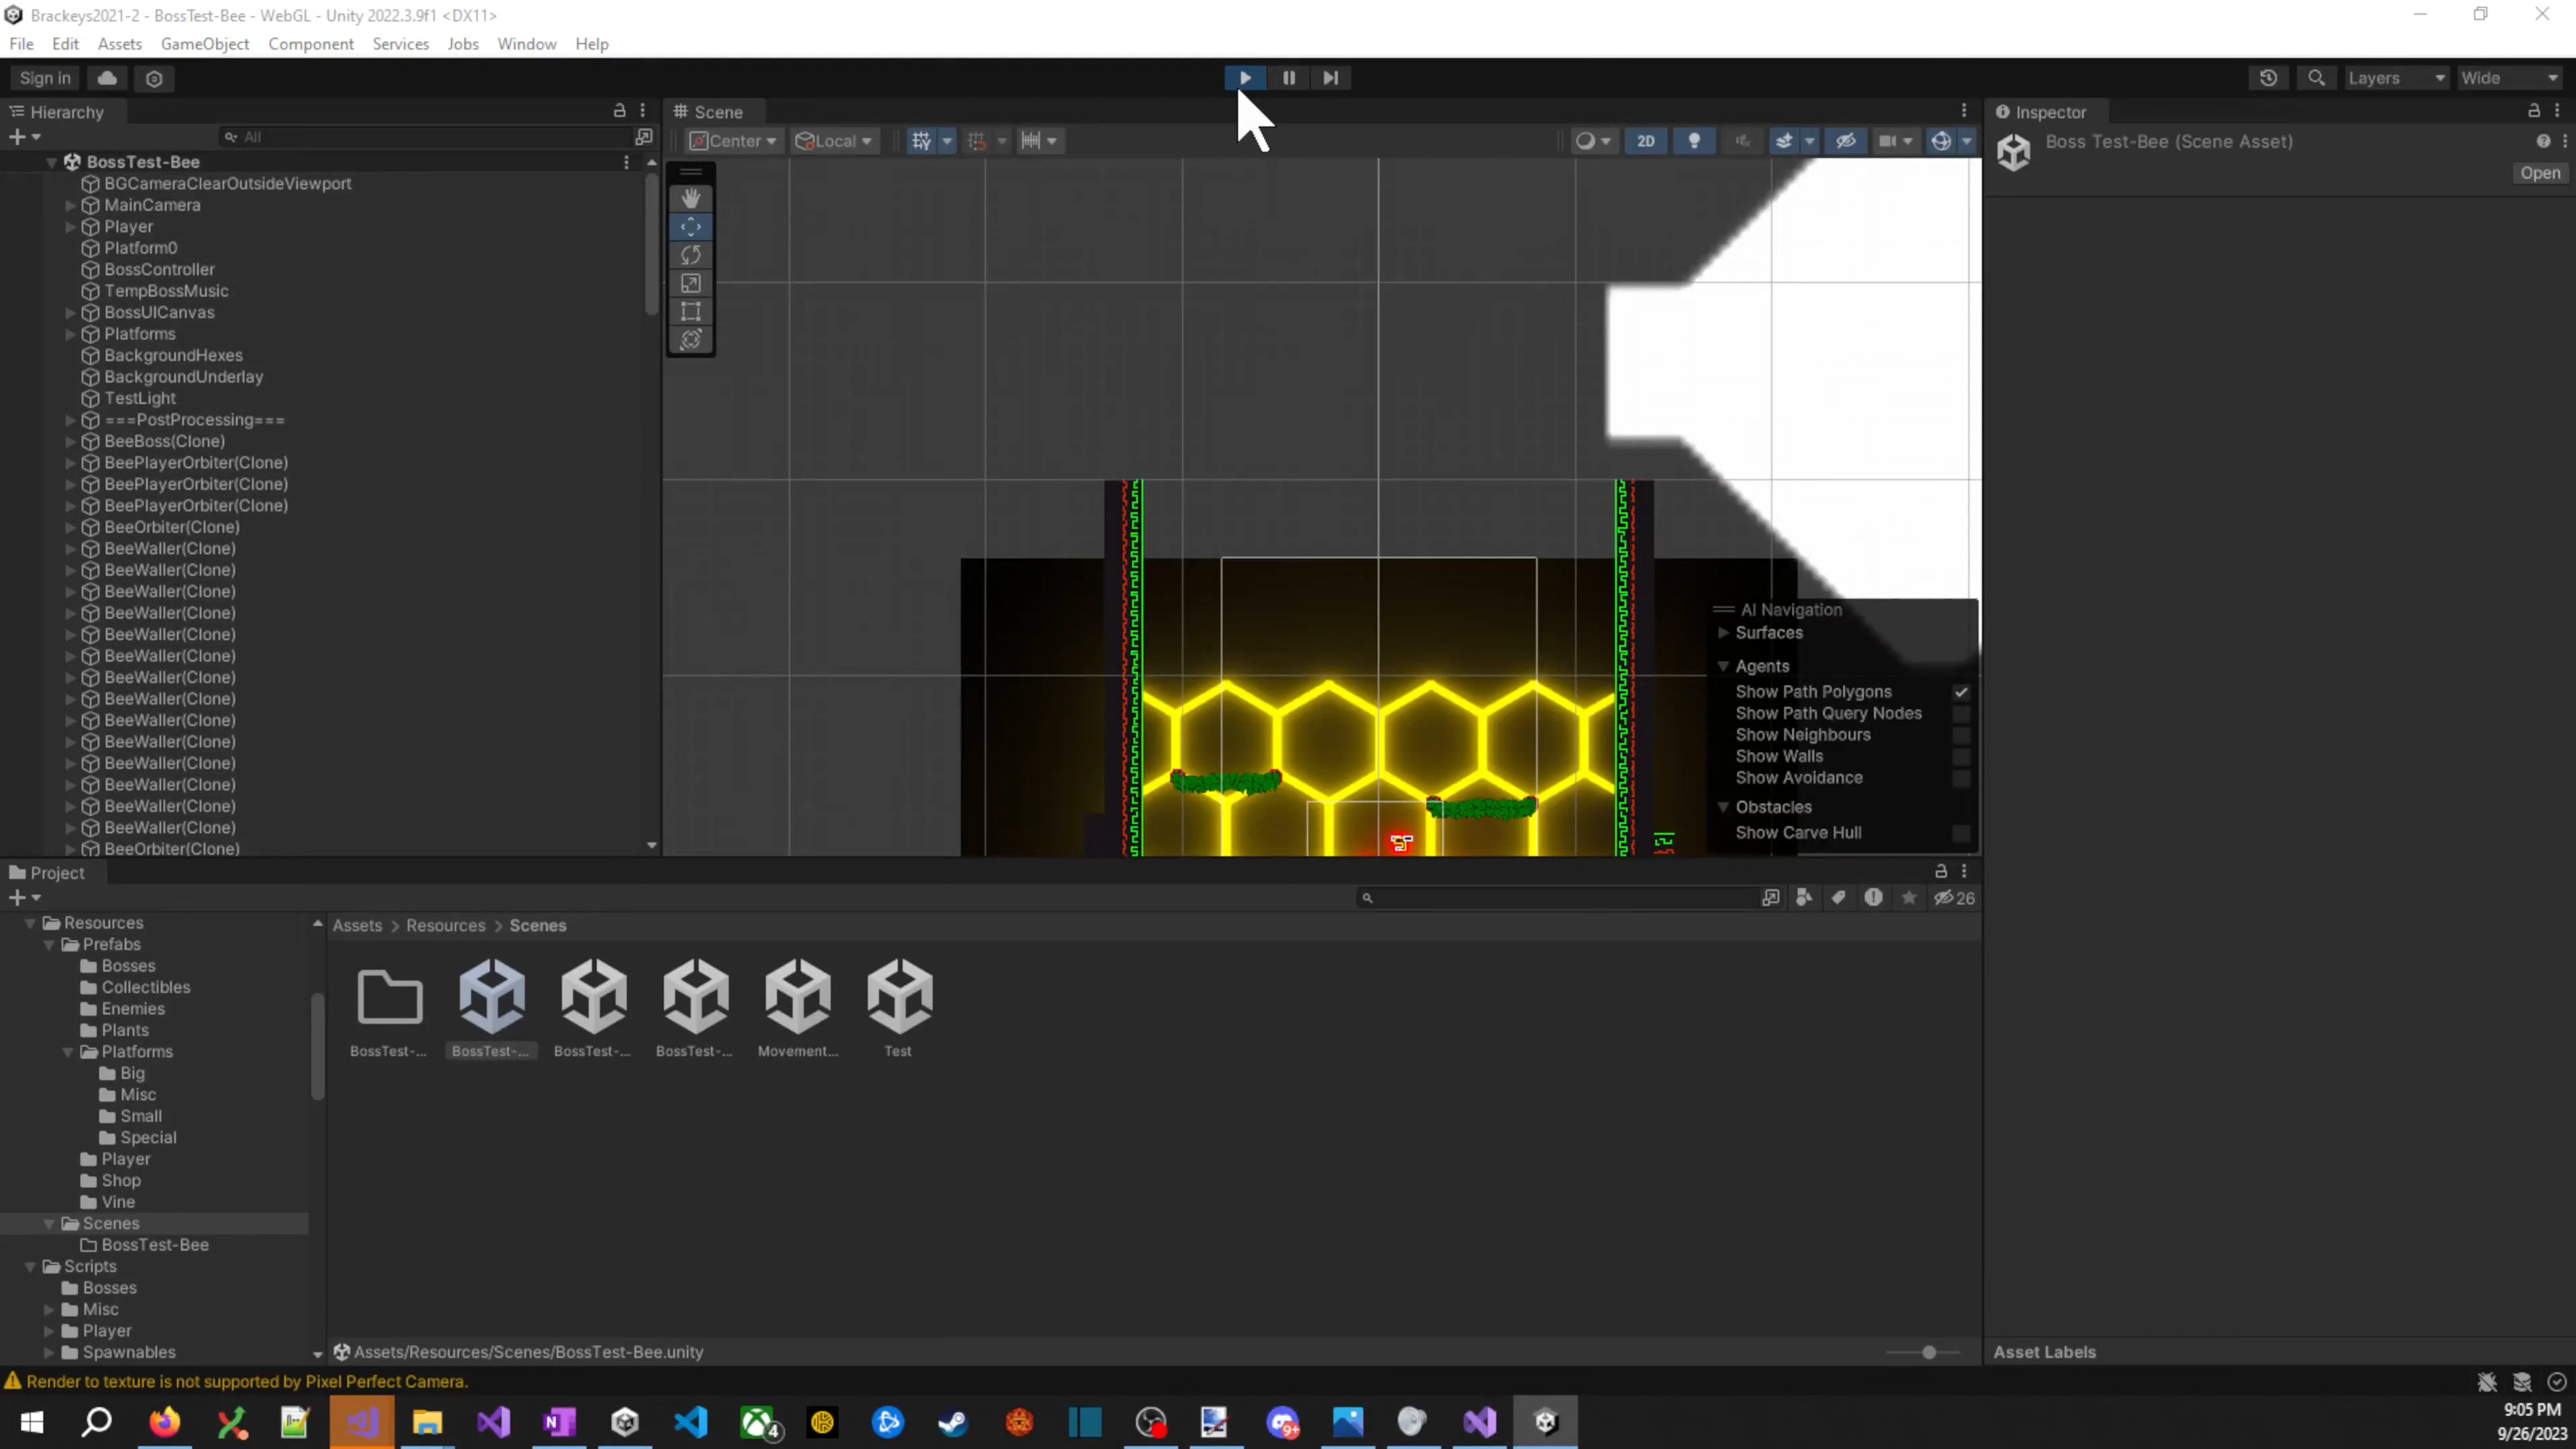 Brackeys2021-2 - BossTest-Bee - WebGL - Unity 2022.3.9f1 <DX11>
File Edit Assets GameObject Component Services Jobs Window Help
Sign in
Layers
Wide
Hierarchy
All
BossTest-Bee
BGCameraClearOutsideViewport
MainCamera
Player
Platform0
BossController
TempBossMusic
BossUICanvas
Platforms
BackgroundHexes
BackgroundUnderlay
TestLight
===PostProcessing===
BeeBoss(Clone)
BeePlayerOrbiter(Clone)
BeePlayerOrbiter(Clone)
BeePlayerOrbiter(Clone)
BeeOrbiter(Clone)
BeeWaller(Clone)
BeeWaller(Clone)
BeeWaller(Clone)
BeeWaller(Clone)
BeeWaller(Clone)
BeeWaller(Clone)
BeeWaller(Clone)
BeeWaller(Clone)
BeeWaller(Clone)
BeeWaller(Clone)
BeeWaller(Clone)
BeeWaller(Clone)
BeeWaller(Clone)
BeeWaller(Clone)
BeeOrbiter(Clone)
Scene
Center
Local
2D
AI Navigation
Surfaces
Agents
Show Path Polygons
Show Path Query Nodes
Show Neighbours
Show Walls
Show Avoidance
Obstacles
Show Carve Hull
Inspector
Boss Test-Bee (Scene Asset)
Open
Project
26
Resources
Prefabs
Bosses
Collectibles
Enemies
Plants
Platforms
Big
Misc
Small
Special
Player
Shop
Vine
Scenes
BossTest-Bee
Scripts
Bosses
Misc
Player
Spawnables
Assets > Resources > Scenes
BossTest-... BossTest-... BossTest-... BossTest-... Movement... Test
Assets/Resources/Scenes/BossTest-Bee.unity
Asset Labels
Render to texture is not supported by Pixel Perfect Camera.
4
9+
9:05 PM
9/26/2023